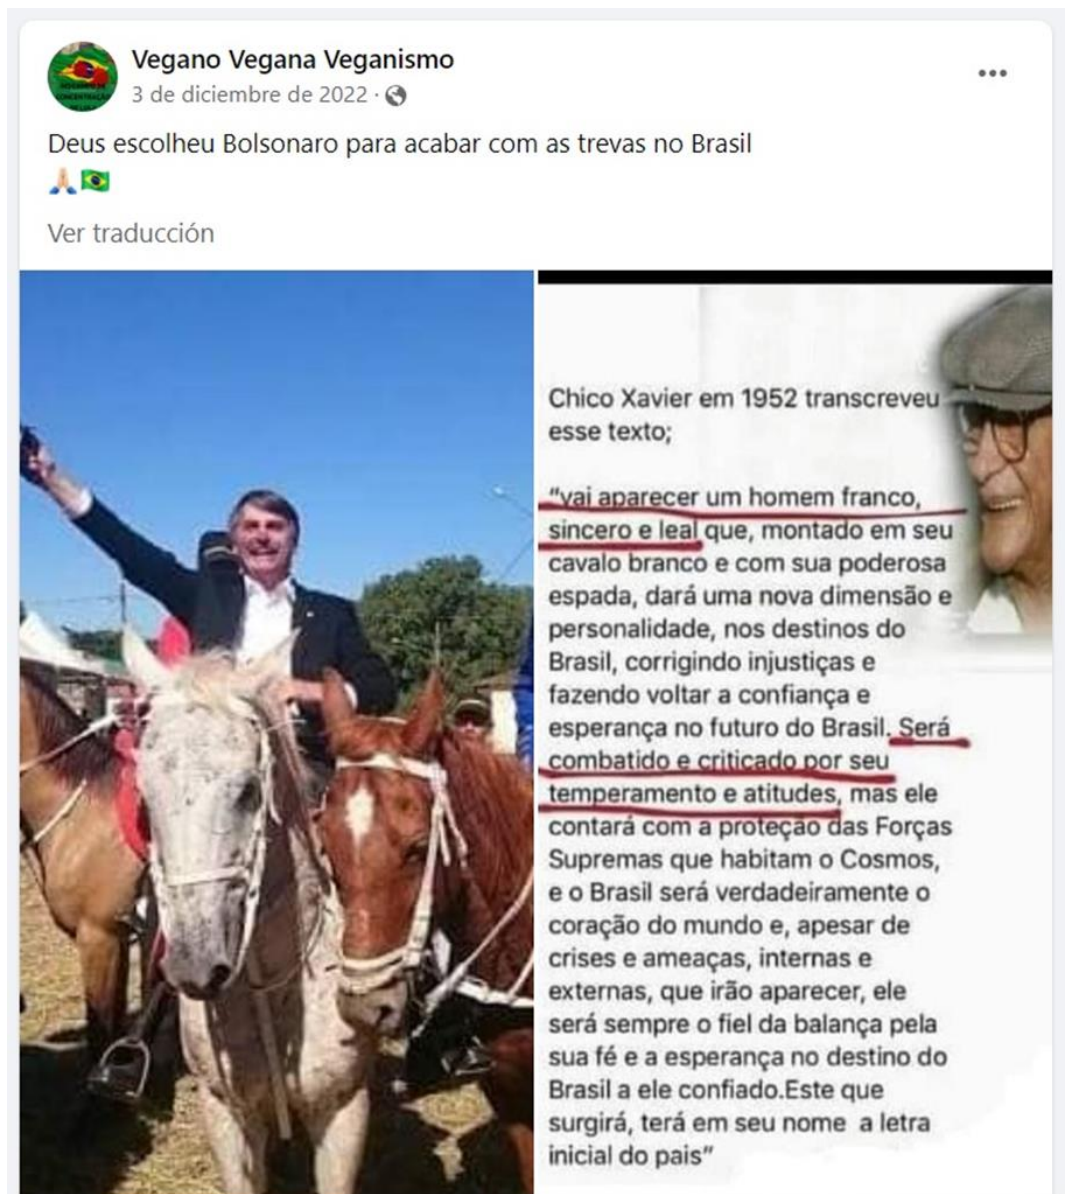 Vegano Vegana Veganismo
3 de diciembre de 2022 ·
Deus escolheu Bolsonaro para acabar com as trevas no Brasil
🙏🏼🇧🇷
Ver traducción
Chico Xavier em 1952 transcreveu
esse texto;
“vai aparecer um homem franco,
sincero e leal que, montado em seu
cavalo branco e com sua poderosa
espada, dará uma nova dimensão e
personalidade, nos destinos do
Brasil, corrigindo injustiças e
fazendo voltar a confiança e
esperança no futuro do Brasil. Será
combatido e criticado por seu
temperamento e atitudes, mas ele
contará com a proteção das Forças
Supremas que habitam o Cosmos,
e o Brasil será verdadeiramente o
coração do mundo e, apesar de
crises e ameaças, internas e
externas, que irão aparecer, ele
será sempre o fiel da balança pela
sua fé e a esperança no destino do
Brasil a ele confiado.Este que
surgirá, terá em seu nome a letra
inicial do pais”